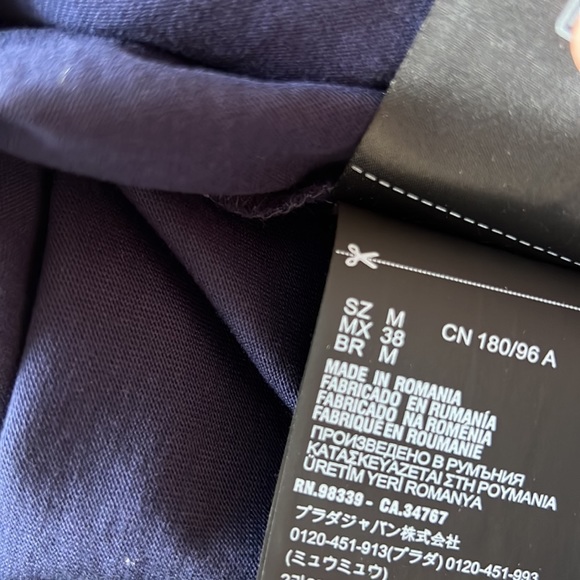 SZ M
MX 38
BR M
CN 180/96 A
MADE IN ROMANIA
FABRICADO EN RUMANÍA
FABRICADO NA ROMÉNIA
FABRIQUÉ EN ROUMANIE
ПРОИЗВЕДЕНО В РУМЪНИЯ
ΚΑΤΑΣΚΕΥΑΖΕΤΑΙ ΣΤΗ ΡΟΥΜΑΝΙΑ
ÜRETİM YERİ ROMANYA
RN.98339 - CA.34767
プラダジャパン株式会社
0120-451-913(プラダ) 0120-451-993
(ミュウミュウ)